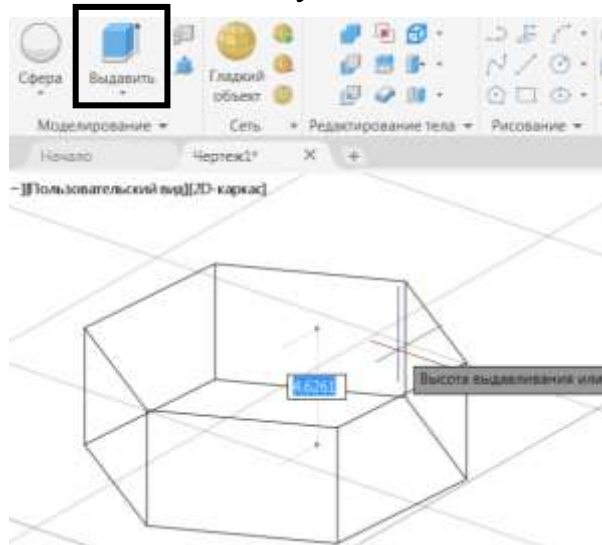 Сфера
Выдавить
Гладкий
объект
Моделирование
Сеть
Редактирование тела
Рисование
Начало
Чертеж1*
+
–][Пользовательский вид][2D-каркас]
4.6261
Высота выдавливания или